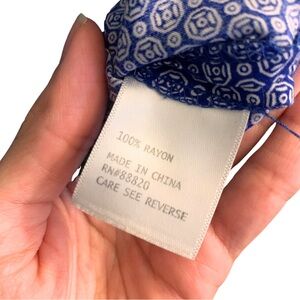 100% RAYON
MADE IN CHINA
RN#88820
CARE SEE REVERSE